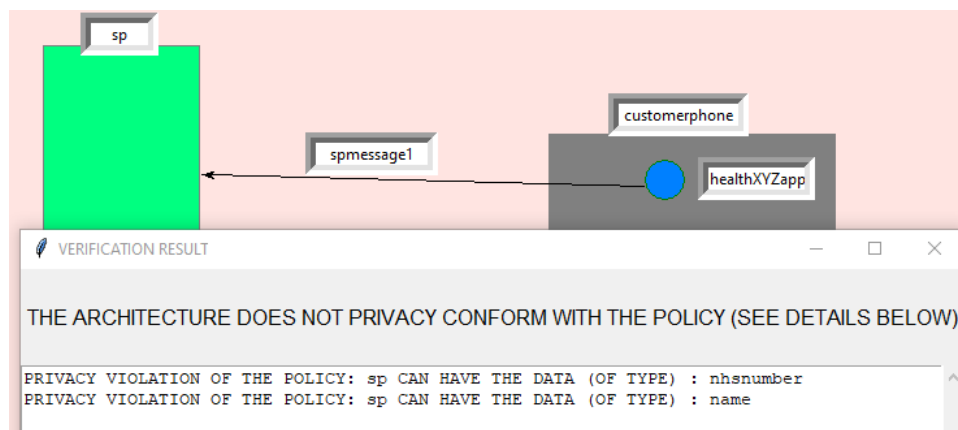 sp
customerphone
spmessage1
healthXYZapp
VERIFICATION RESULT
THE ARCHITECTURE DOES NOT PRIVACY CONFORM WITH THE POLICY (SEE DETAILS BELOW)
PRIVACY VIOLATION OF THE POLICY: sp CAN HAVE THE DATA (OF TYPE) : nhsnumber
PRIVACY VIOLATION OF THE POLICY: sp CAN HAVE THE DATA (OF TYPE) : name